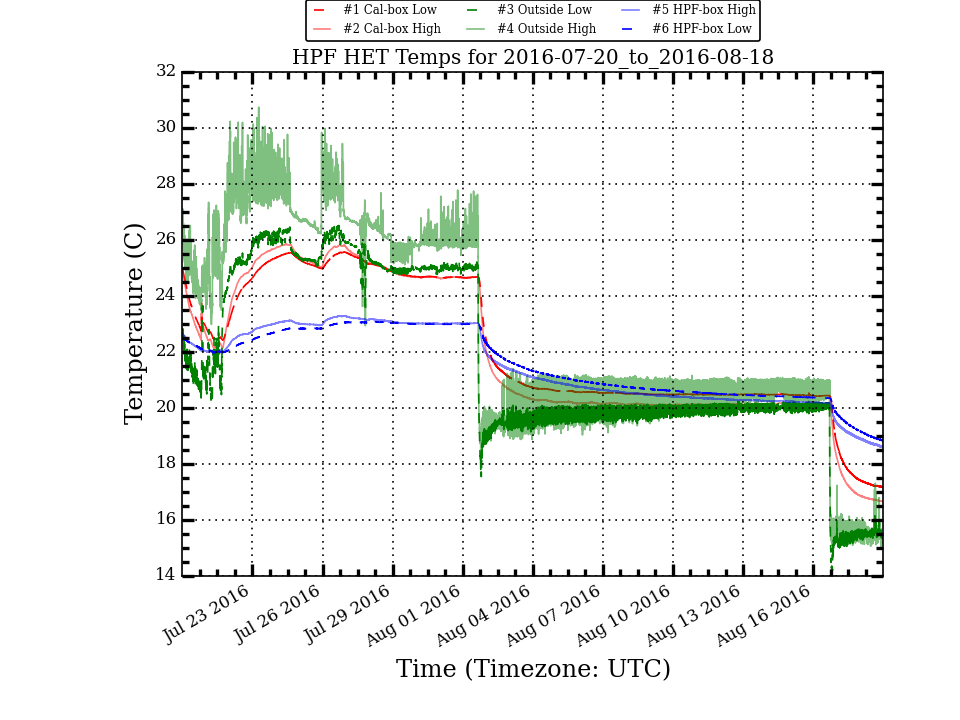 #1 Cal-box Low #3 Outside Low #5 HPF-box High
#2 Cal-box High #4 Outside High #6 HPF-box Low
HPF HET Temps for 2016-07-20_to_2016-08-18
32
30
28
26
24
22
20
18
16
14
Temperature (C)
Jul 23 2016 Jul 26 2016 Jul 29 2016 Aug 01 2016 Aug 04 2016 Aug 07 2016 Aug 10 2016 Aug 13 2016 Aug 16 2016
Time (Timezone: UTC)